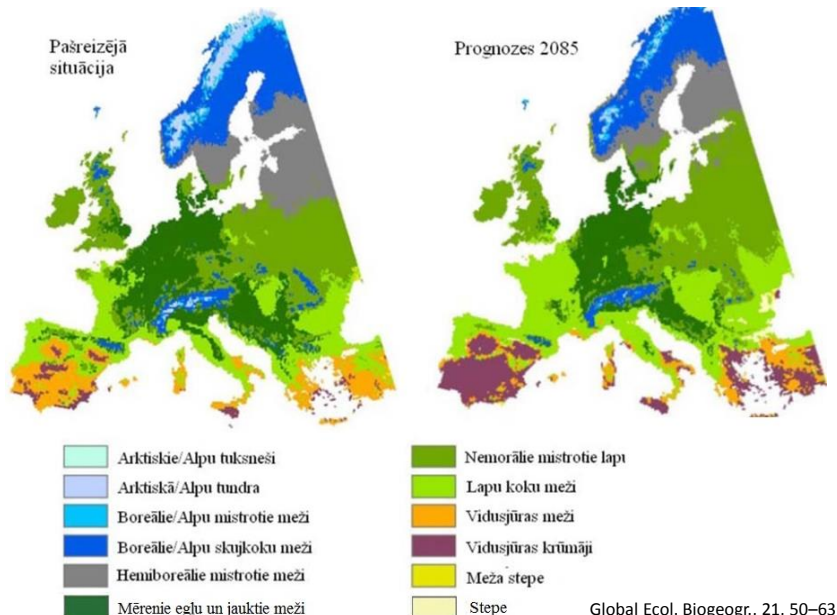 Pašreizējā
situācija
Prognozes 2085
Arktiskie/Alpu tuksneši
Arktiskā/Alpu tundra
Boreālie/Alpu mistrotie meži
Boreālie/Alpu skujkoku meži
Hemiboreālie mistrotie meži
Mērenie egļu un jauktie meži
Nemorālie mistrotie lapu
Lapu koku meži
Vidusjūras meži
Vidusjūras krūmāji
Meža stepe
Stepe
Global Ecol. Biogeogr., 21, 50–63